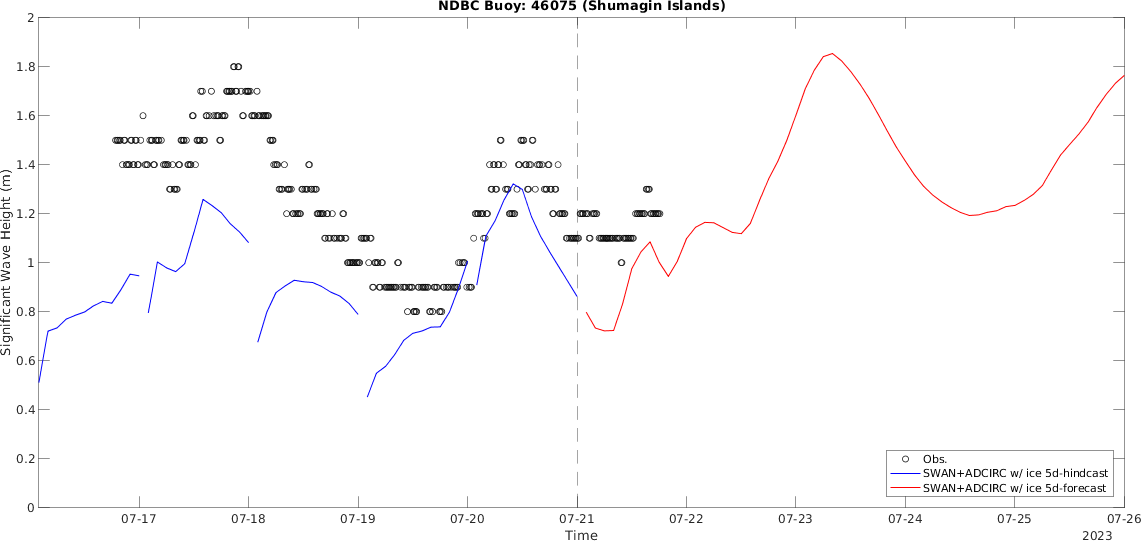 NDBC Buoy: 46075 (Shumagin Islands)
2
1.8
1.6
1.4
1.2
1
0.8
0.6
0.4
0.2
0
Significant Wave Height (m)
Obs.
SWAN+ADCIRC w/ ice 5d-hindcast
SWAN+ADCIRC w/ ice 5d-forecast
07-17 07-18 07-19 07-20 07-21 07-22 07-23 07-24 07-25 07-26
Time
2023